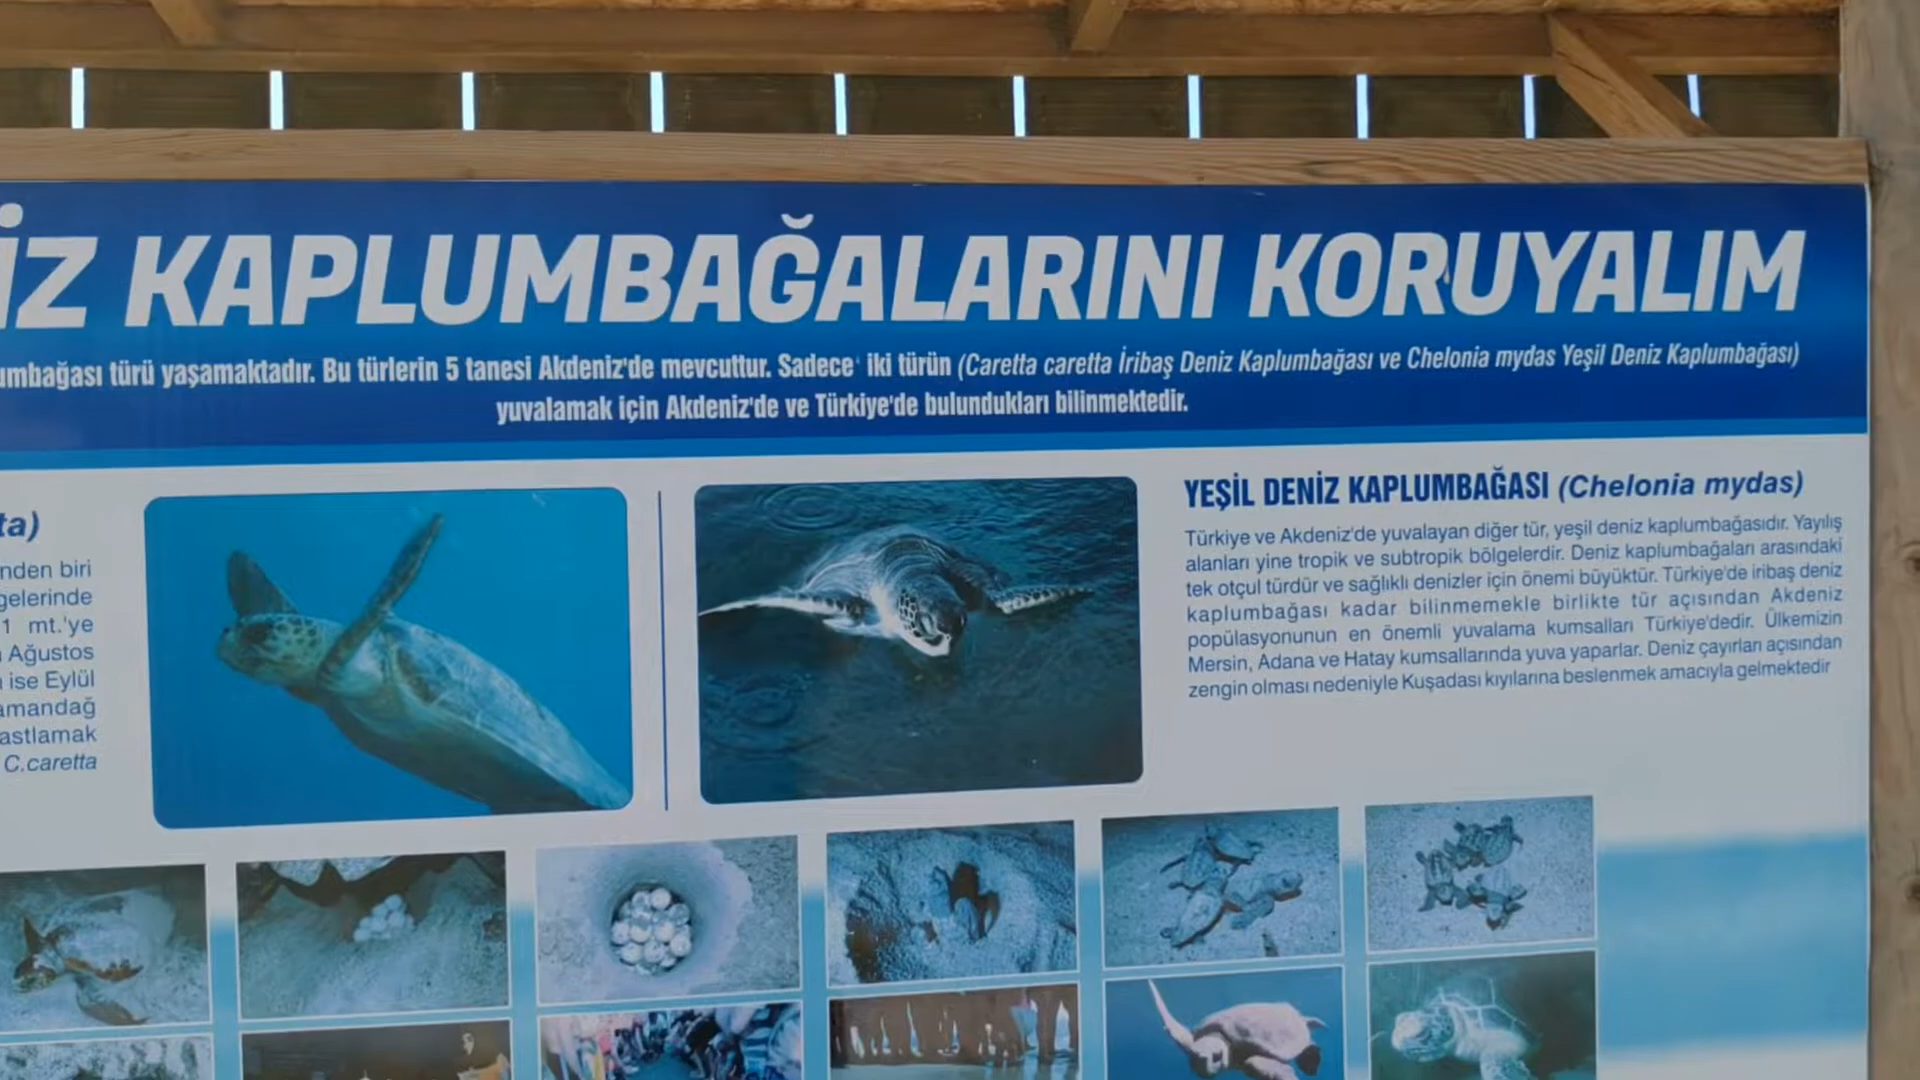 İZ KAPLUMBAĞALARINI KORUYALIM
umbağası türü yaşamaktadır. Bu türlerin 5 tanesi Akdeniz'de mevcuttur. Sadece iki türün (Caretta caretta İribaş Deniz Kaplumbağası ve Chelonia mydas Yeşil Deniz Kaplumbağası)
yuvalamak için Akdeniz'de ve Türkiye'de bulundukları bilinmektedir.
ta)
nden biri
gelerinde
1 mt.'ye
Ağustos
ise Eylül
amandağ
astlamak
C.caretta
YEŞİL DENİZ KAPLUMBAĞASI (Chelonia mydas)
Türkiye ve Akdeniz'de yuvalayan diğer tür, yeşil deniz kaplumbağasıdır. Yayılış
alanları yine tropik ve subtropik bölgelerdir. Deniz kaplumbağaları arasındaki
tek otçul türdür ve sağlıklı denizler için önemi büyüktür. Türkiye'de iribaş deniz
kaplumbağası kadar bilinmemekle birlikte tür açısından Akdeniz
popülasyonunun en önemli yuvalama kumsalları Türkiye'dedir. Ülkemizin
Mersin, Adana ve Hatay kumsallarında yuva yaparlar. Deniz çayırları açısından
zengin olması nedeniyle Kuşadası kıyılarına beslenmek amacıyla gelmektedir